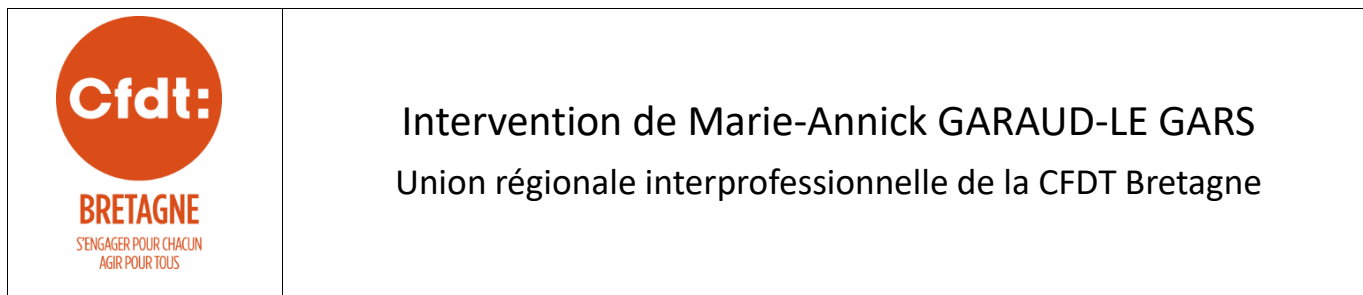 Cfdt:
BRETAGNE
S'ENGAGER POUR CHACUN
AGIR POUR TOUS
Intervention de Marie-Annick GARAUD-LE GARS
Union régionale interprofessionnelle de la CFDT Bretagne